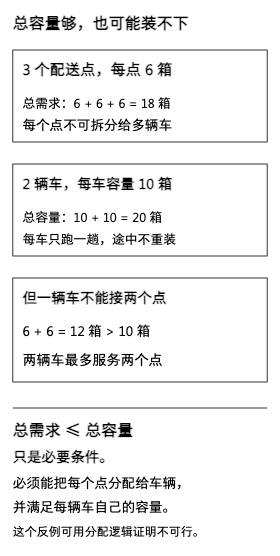 总容量够，也可能装不下
3 个配送点，每点 6 箱
总需求：6 + 6 + 6 = 18 箱
每个点不可拆分给多辆车
2 辆车，每车容量 10 箱
总容量：10 + 10 = 20 箱
每车只跑一趟，途中不重装
但一辆车不能接两个点
6 + 6 = 12 箱 > 10 箱
两辆车最多服务两个点
总需求 ≤ 总容量
只是必要条件。
必须能把每个点分配给车辆，
并满足每辆车自己的容量。
这个反例可用分配逻辑证明不可行。